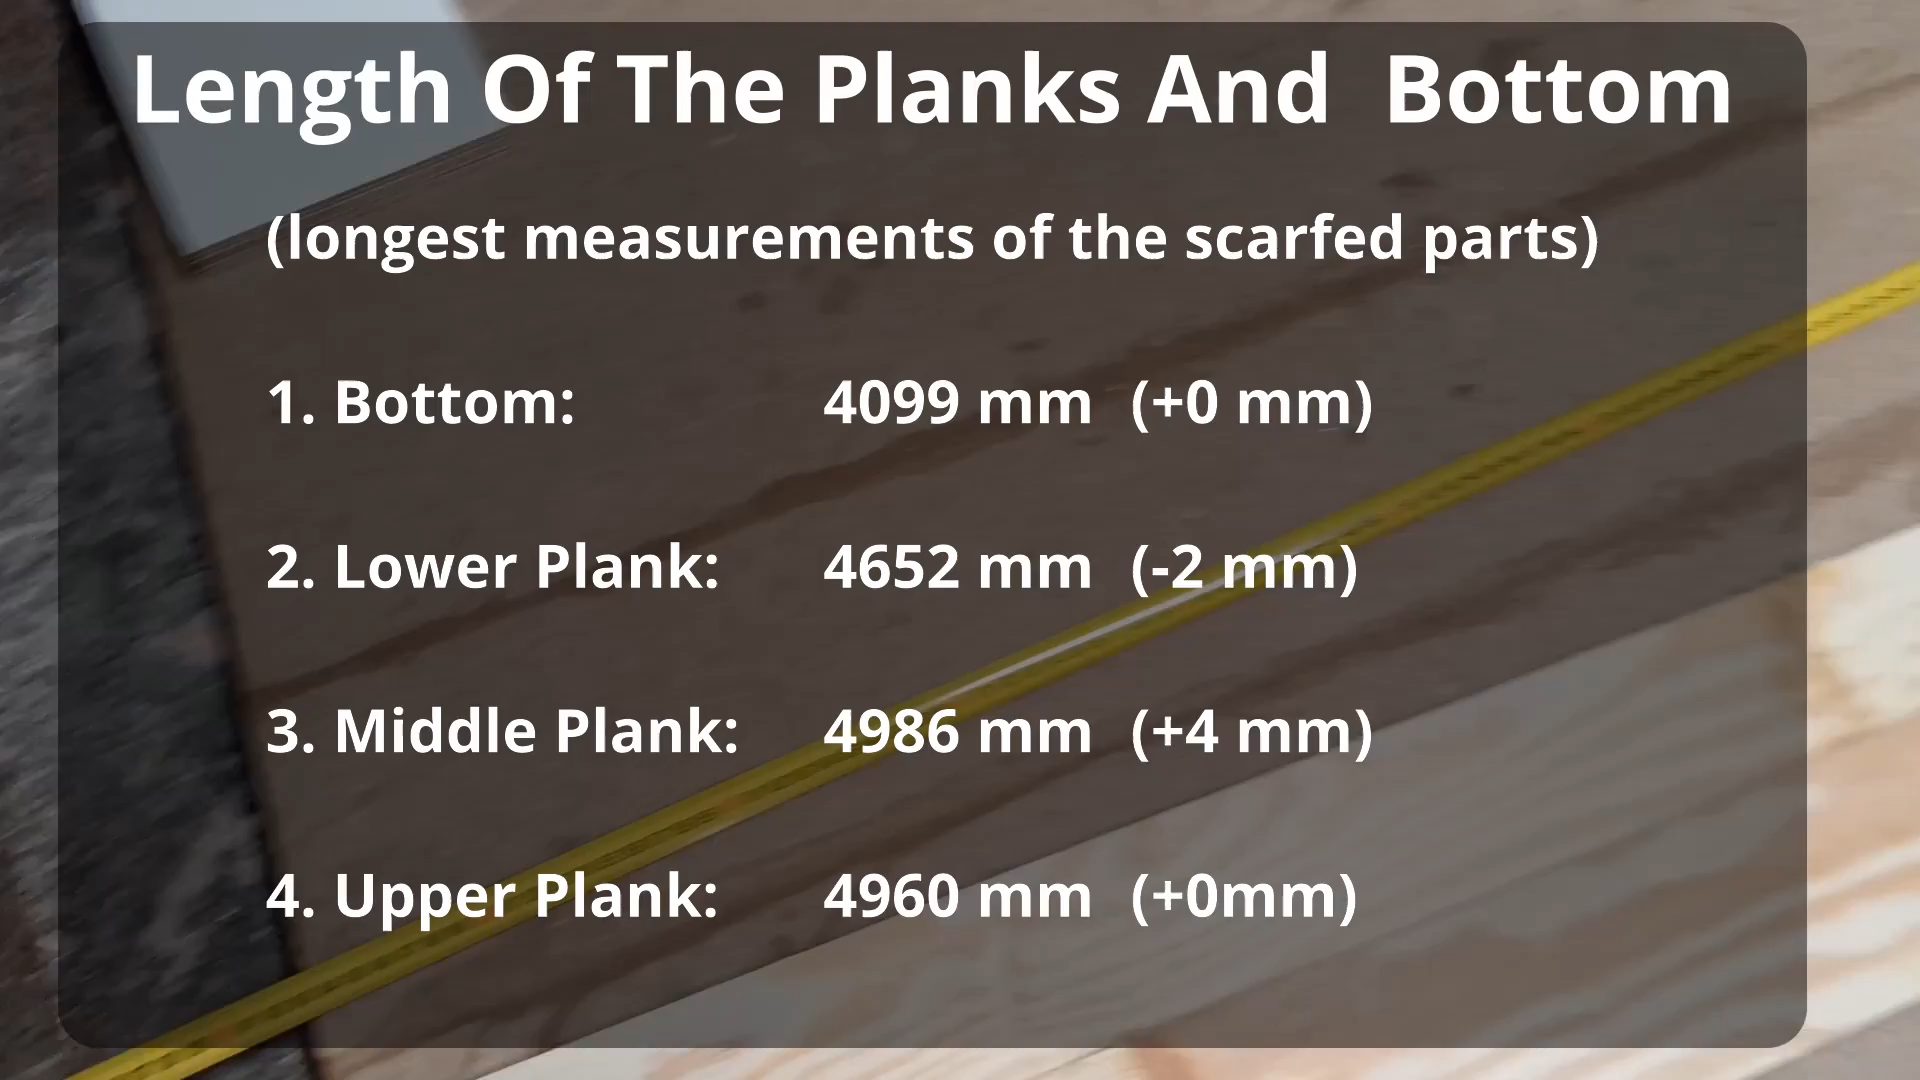 Length Of The Planks And  Bottom
(longest measurements of the scarfed parts)
1. Bottom: 4099 mm (+0 mm)
2. Lower Plank: 4652 mm (-2 mm)
3. Middle Plank: 4986 mm (+4 mm)
4. Upper Plank: 4960 mm (+0mm)